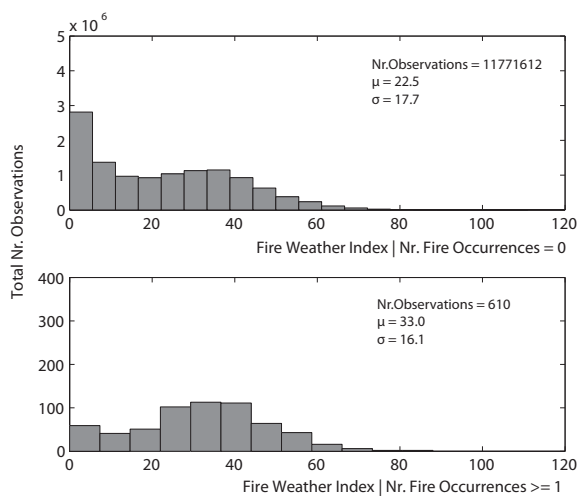 x 10 6
5
4
3
2
1
0
0 20 40 60 80 100 120
Nr.Observations = 11771612
μ = 22.5
σ = 17.7
Fire Weather Index | Nr. Fire Occurrences = 0
Total Nr. Observations
400
300
200
100
0
0 20 40 60 80 100 120
Nr.Observations = 610
μ = 33.0
σ = 16.1
Fire Weather Index | Nr. Fire Occurrences >= 1